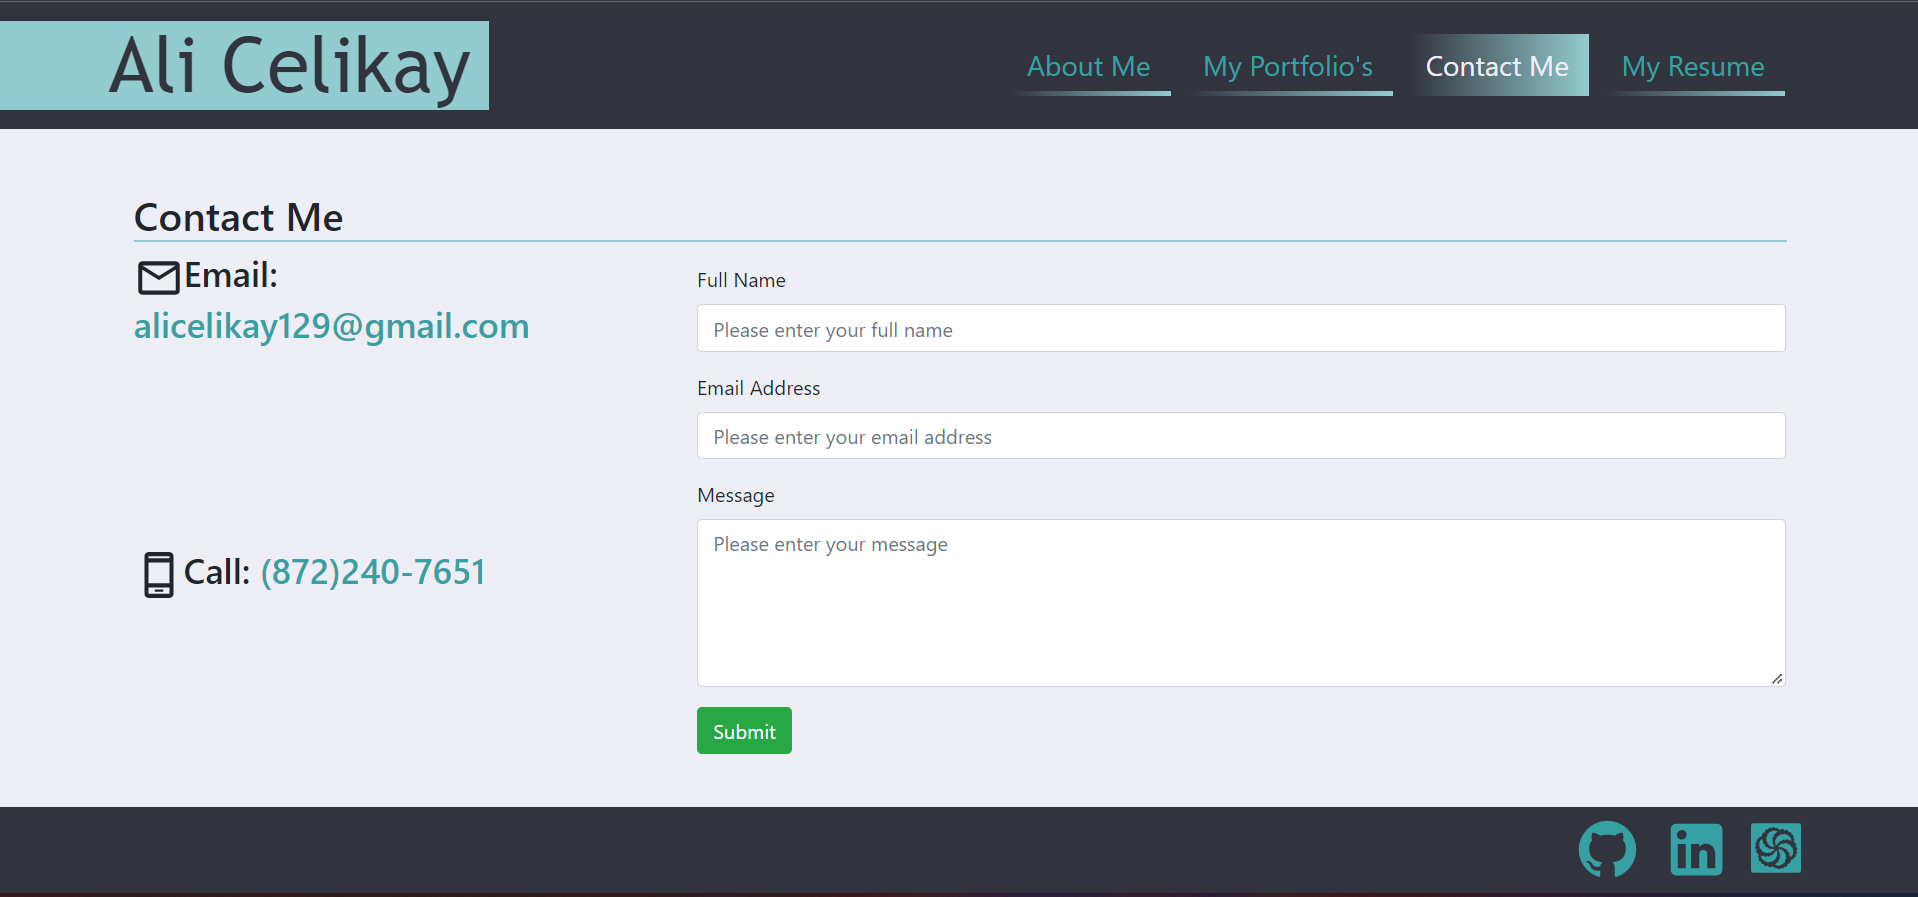 Ali Celikay
About Me
My Portfolio's
Contact Me
My Resume
Contact Me
Email:
alicelikay129@gmail.com
Call: (872)240-7651
Full Name
Please enter your full name
Email Address
Please enter your email address
Message
Please enter your message
Submit
in